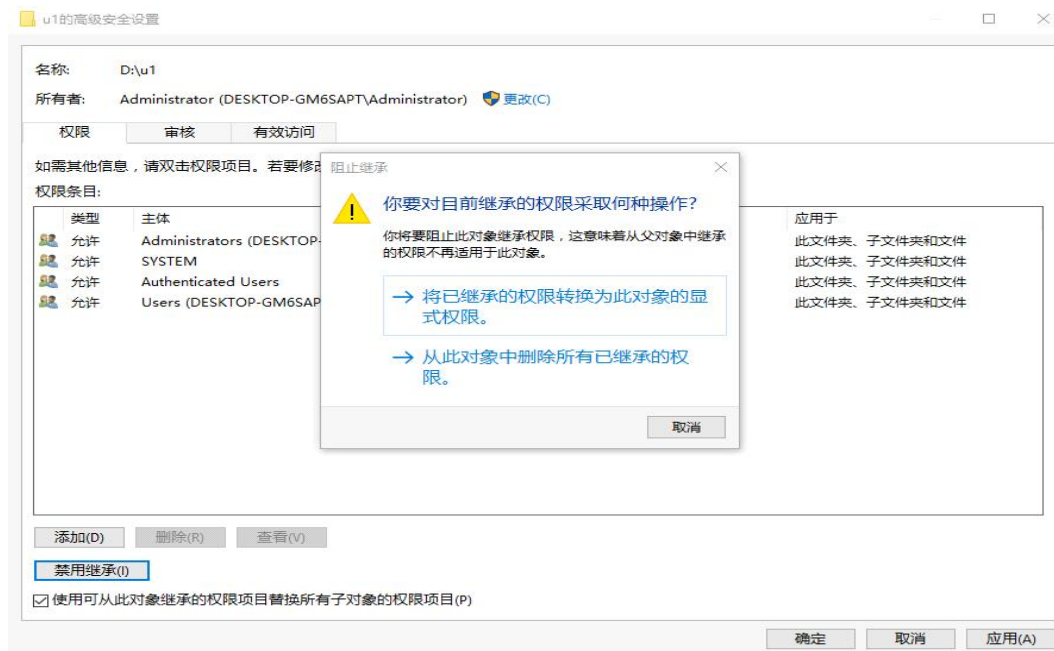 u1的高级安全设置
名称: D:\u1
所有者: Administrator (DESKTOP-GM6SAPT\Administrator) 更改(C)
权限 审核 有效访问
如需其他信息，请双击权限项目。若要修改
权限条目:
类型 主体 应用于
允许 Administrators (DESKTOP- 此文件夹、子文件夹和文件
允许 SYSTEM 此文件夹、子文件夹和文件
允许 Authenticated Users 此文件夹、子文件夹和文件
允许 Users (DESKTOP-GM6SAP 此文件夹、子文件夹和文件
阻止继承
你要对目前继承的权限采取何种操作?
你将要阻止此对象继承权限，这意味着从父对象中继承
的权限不再适用于此对象。
将已继承的权限转换为此对象的显
式权限。
从此对象中删除所有已继承的权
限。
取消
添加(D) 删除(R) 查看(V)
禁用继承(I)
使用可从此对象继承的权限项目替换所有子对象的权限项目(P)
确定 取消 应用(A)